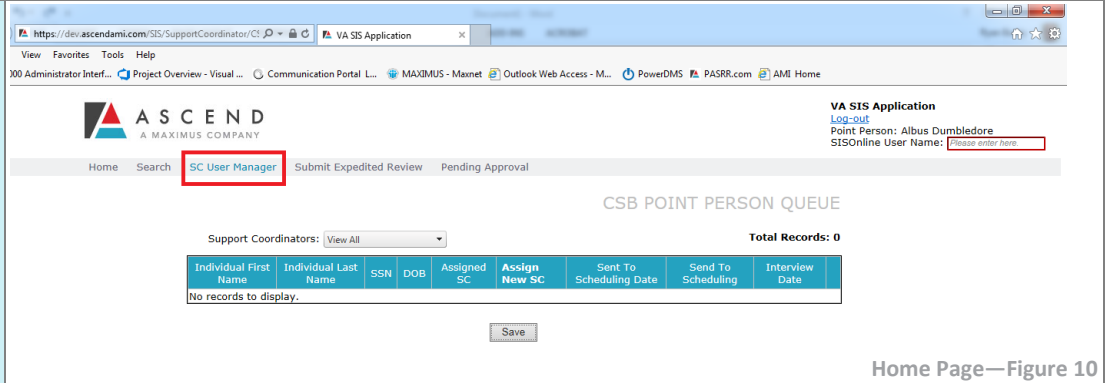 https://dev.ascendami.com/SIS/SupportCoordinator/CS
VA SIS Application
View Favorites Tools Help
000 Administrator Interf... Project Overview - Visual ... Communication Portal L... MAXIMUS - Maxnet Outlook Web Access - M... PowerDMS PASRR.com AMI Home
ASCEND
A MAXIMUS COMPANY
VA SIS Application
Log-out
Point Person: Albus Dumbledore
SISOnline User Name: Please enter here.
Home Search SC User Manager Submit Expedited Review Pending Approval
CSB POINT PERSON QUEUE
Support Coordinators: View All
Total Records: 0
Individual First Name Individual Last Name SSN DOB Assigned SC Assign New SC Sent To Scheduling Date Send To Scheduling Interview Date
No records to display.
Save
Home Page—Figure 10